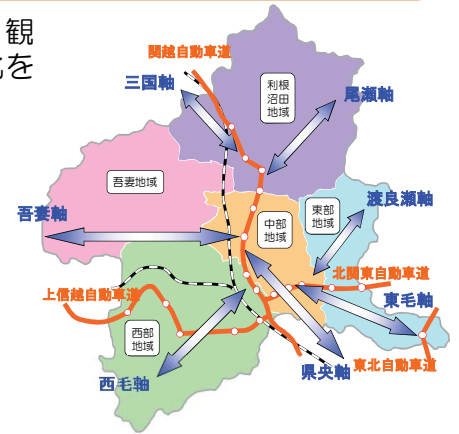 観
化を
関越自動車道
三国軸
利根
沼田
地域
尾瀬軸
吾妻地域
渡良瀬軸
東部
地域
吾妻軸
中部
地域
北関東自動車道
上信越自動車道
東毛軸
西部
地域
県央軸
東北自動車道
西毛軸